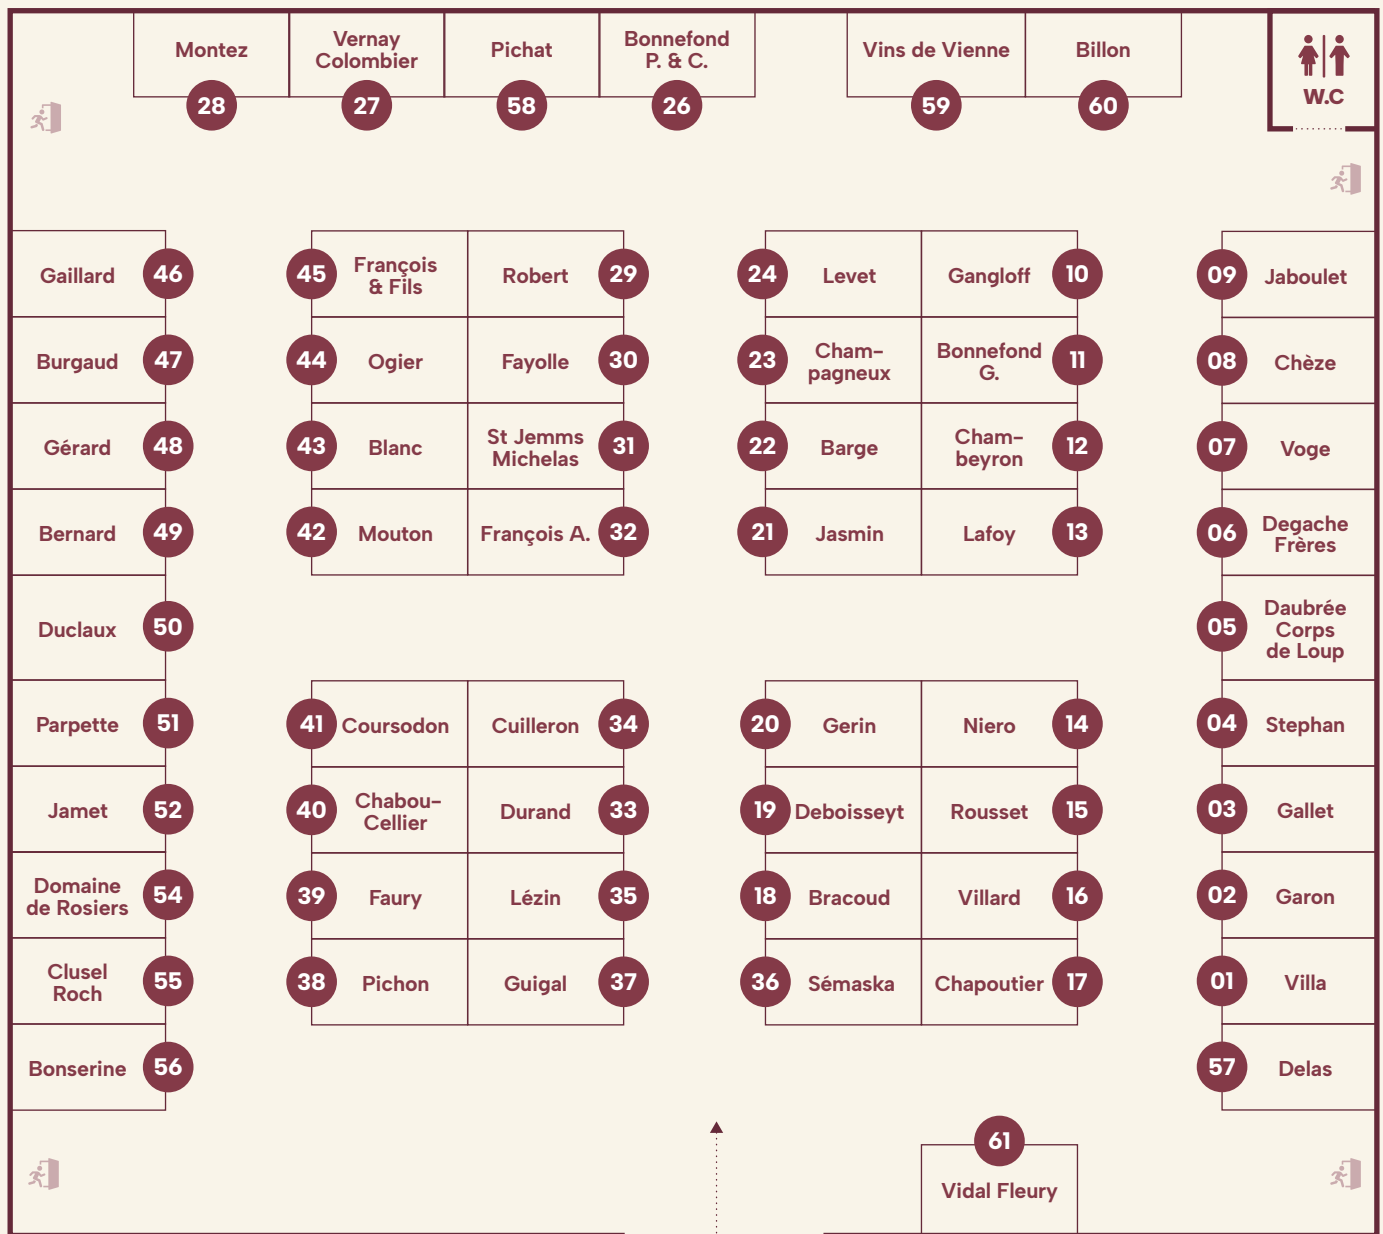 Montez
28
Vernay
Colombier
27
Pichat
58
Bonnefond
P. & C.
26
Vins de Vienne
59
Billon
60
W.C
Gaillard
46
Burgaud
47
Gérard
48
Bernard
49
Duclaux
50
Parpette
51
Jamet
52
Domaine
de Rosiers
54
Clusel
Roch
55
Bonserine
56
45
François
& Fils
Robert
29
44
Ogier
Fayolle
30
43
Blanc
St Jemms
Michelas
31
42
Mouton
François A.
32
41
Coursodon
Cuilleron
34
40
Chabou-
Cellier
Durand
33
39
Faury
Lézin
35
38
Pichon
Guigal
37
24
Levet
Gangloff
10
23
Cham-
pagneux
Bonnefond
G.
11
22
Barge
Cham-
beyron
12
21
Jasmin
Lafoy
13
20
Gerin
Niero
14
19
Deboisseyt
Rousset
15
18
Bracoud
Villard
16
36
Sémaska
Chapoutier
17
09
Jaboulet
08
Chèze
07
Voge
06
Degache
Frères
05
Daubrée
Corps
de Loup
04
Stephan
03
Gallet
02
Garon
01
Villa
57
Delas
61
Vidal Fleury